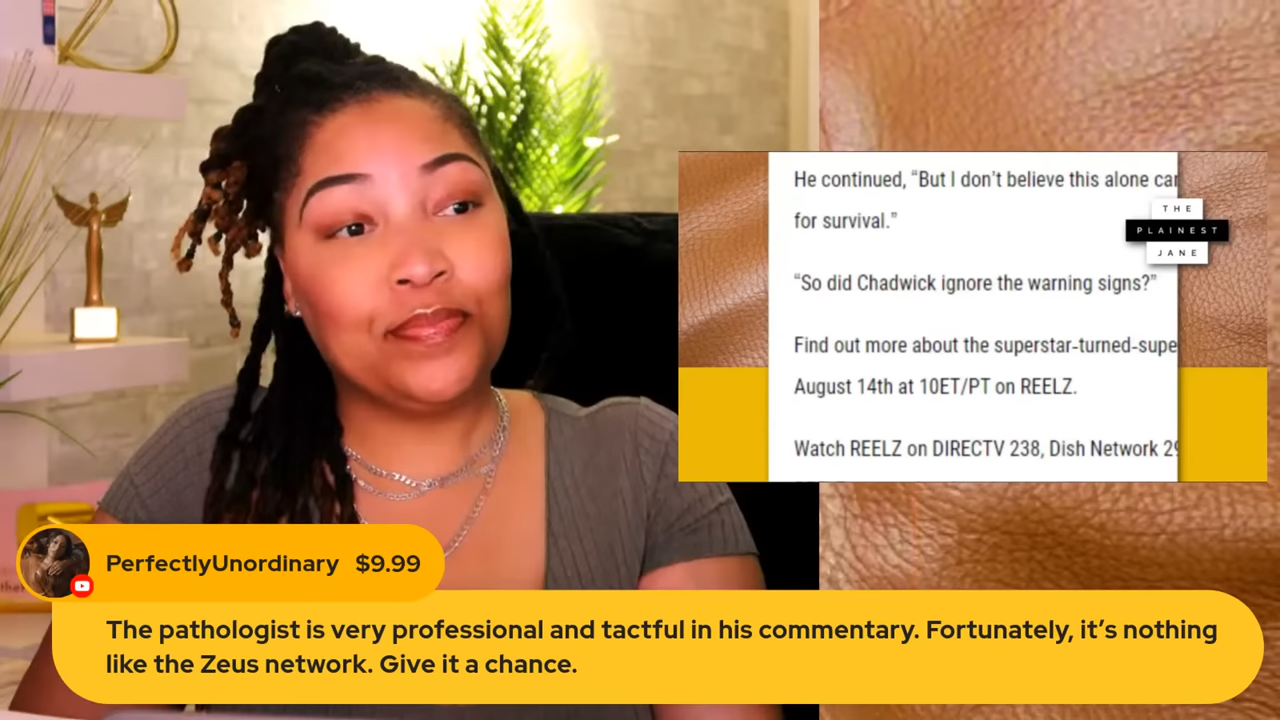 He continued, “But I don’t believe this alone car
for survival.”
“So did Chadwick ignore the warning signs?”
Find out more about the superstar-turned-supe
August 14th at 10ET/PT on REELZ.
Watch REELZ on DIRECTV 238, Dish Network 29
THE
PLAINEST
JANE
PerfectlyUnordinary $9.99
The pathologist is very professional and tactful in his commentary. Fortunately, it’s nothing
like the Zeus network. Give it a chance.